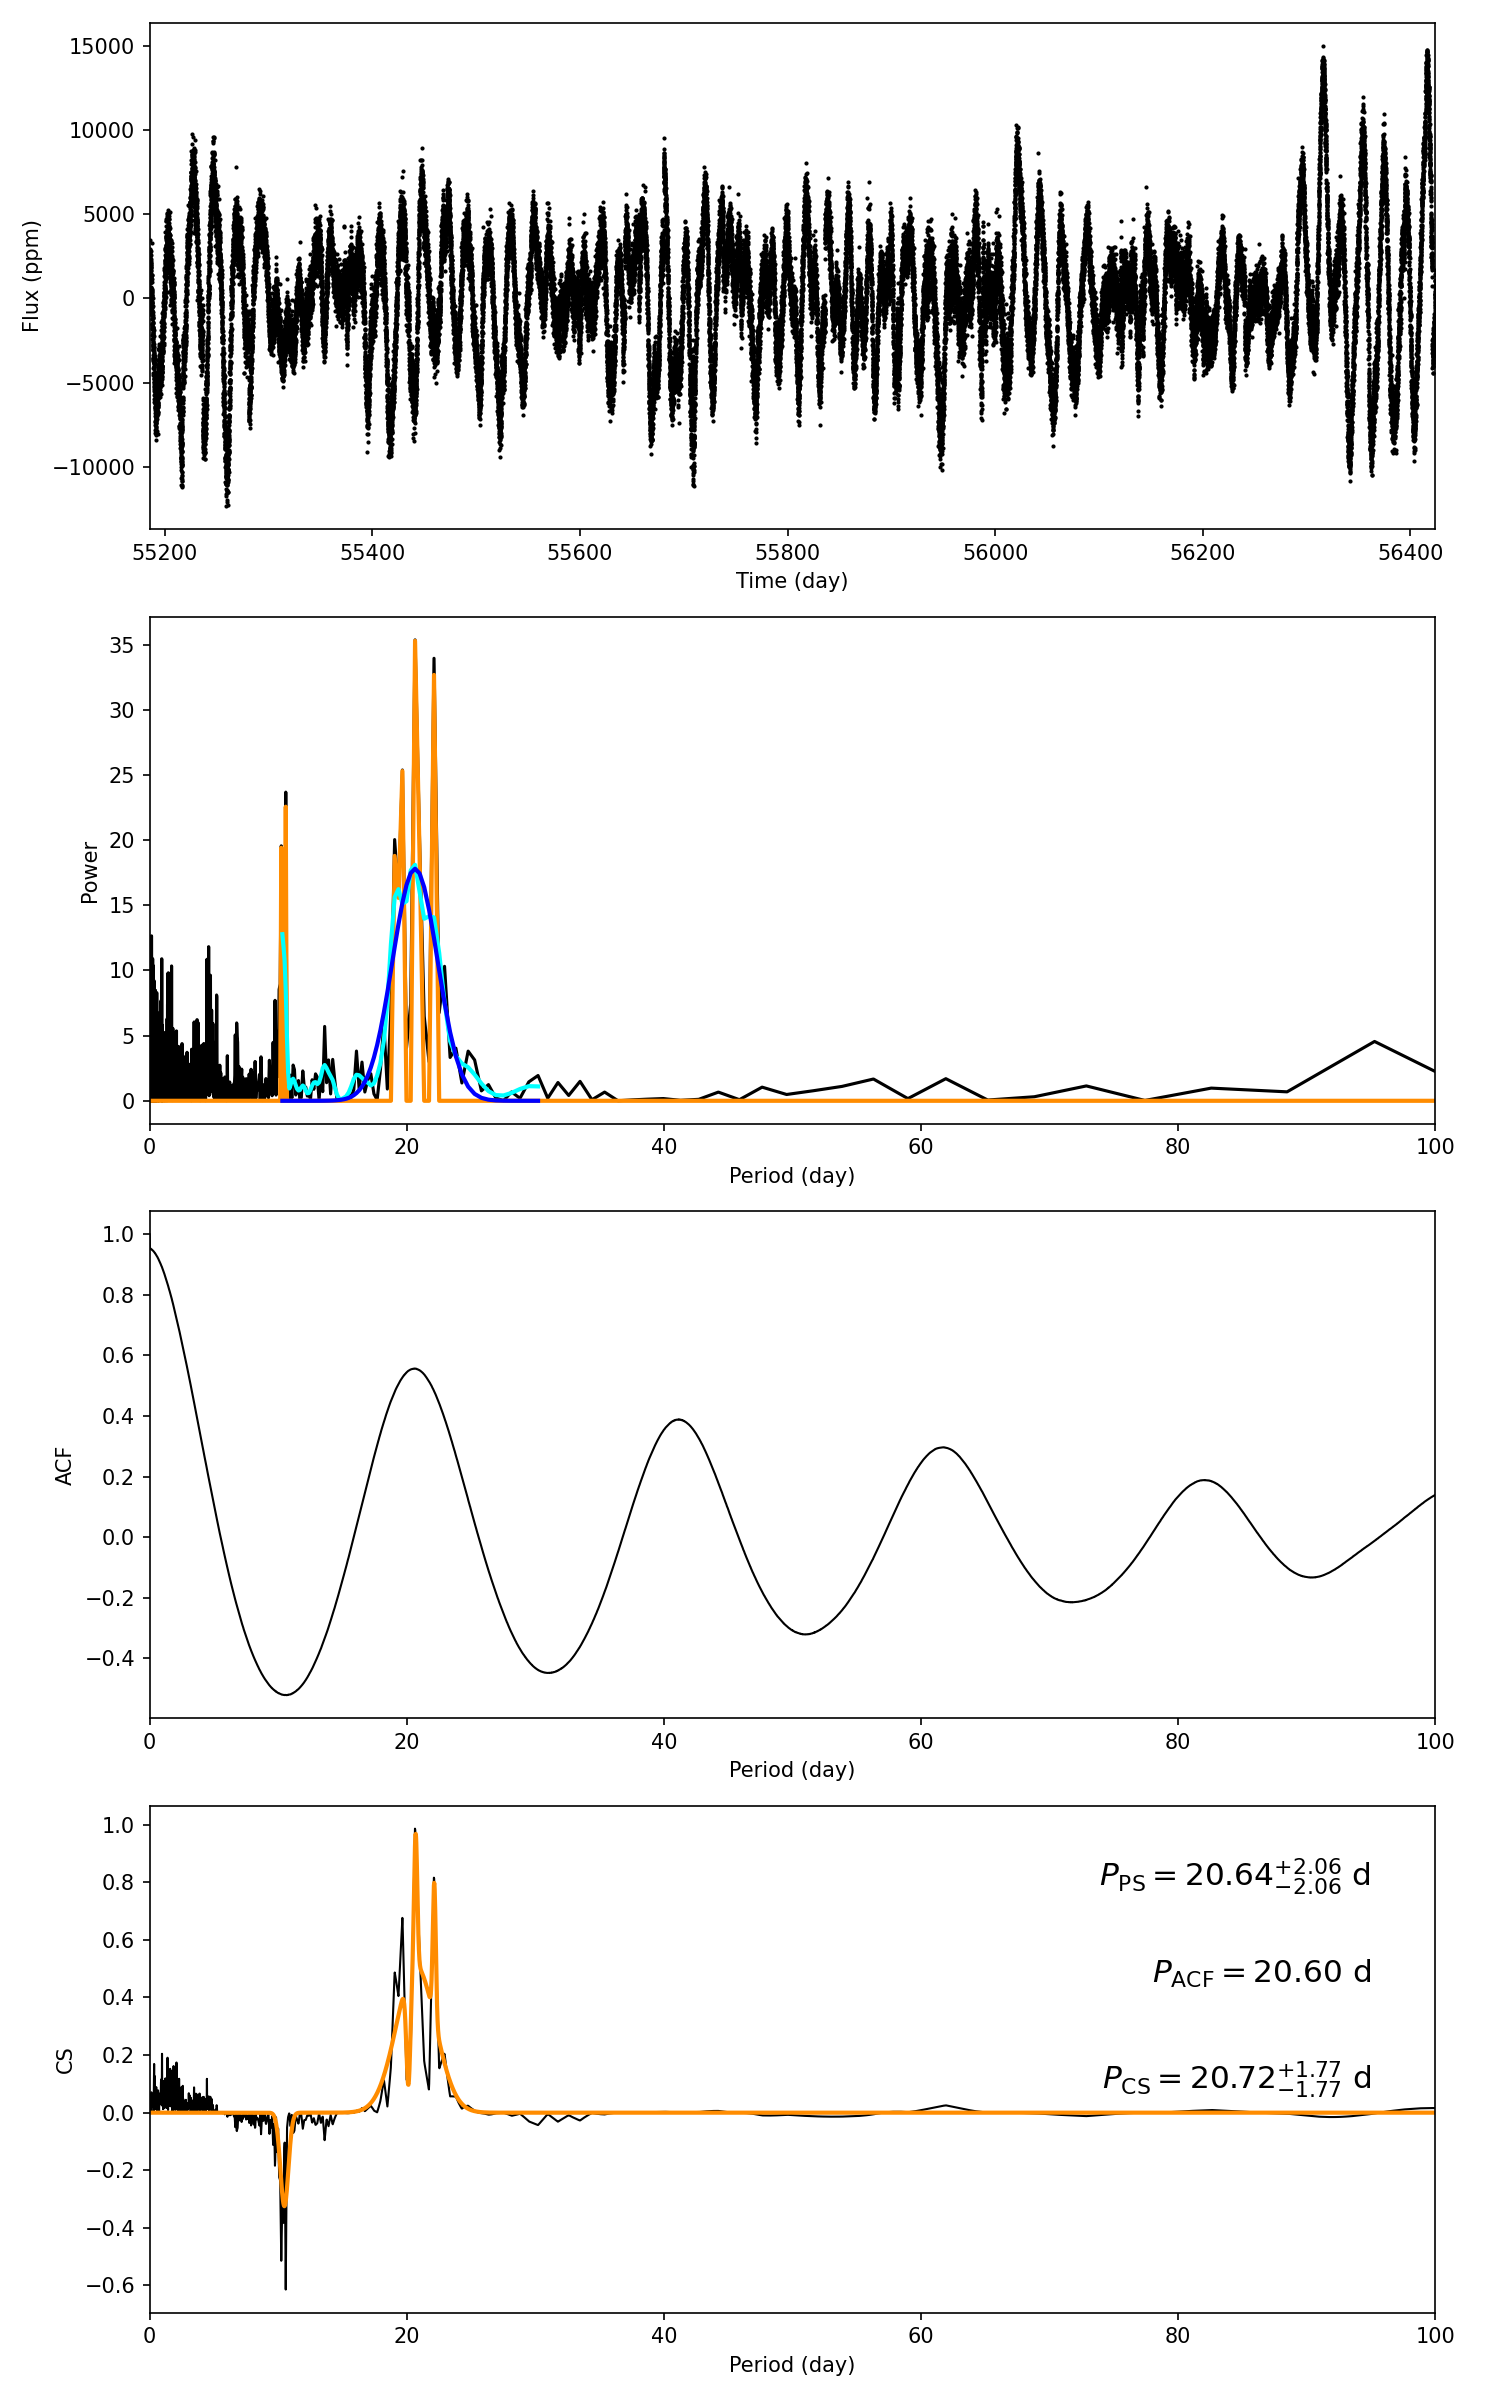 15000
10000
5000
0
−5000
−10000
Flux (ppm)
55200 55400 55600 55800 56000 56200 56400
Time (day)
35
30
25
20
15
10
5
0
Power
0 20 40 60 80 100
Period (day)
1.0
0.8
0.6
0.4
0.2
0.0
−0.2
−0.4
ACF
0 20 40 60 80 100
Period (day)
1.0
0.8
0.6
0.4
0.2
0.0
−0.2
−0.4
−0.6
CS
P_PS = 20.64^{+2.06}_{−2.06} d
P_ACF = 20.60 d
P_CS = 20.72^{+1.77}_{−1.77} d
0 20 40 60 80 100
Period (day)